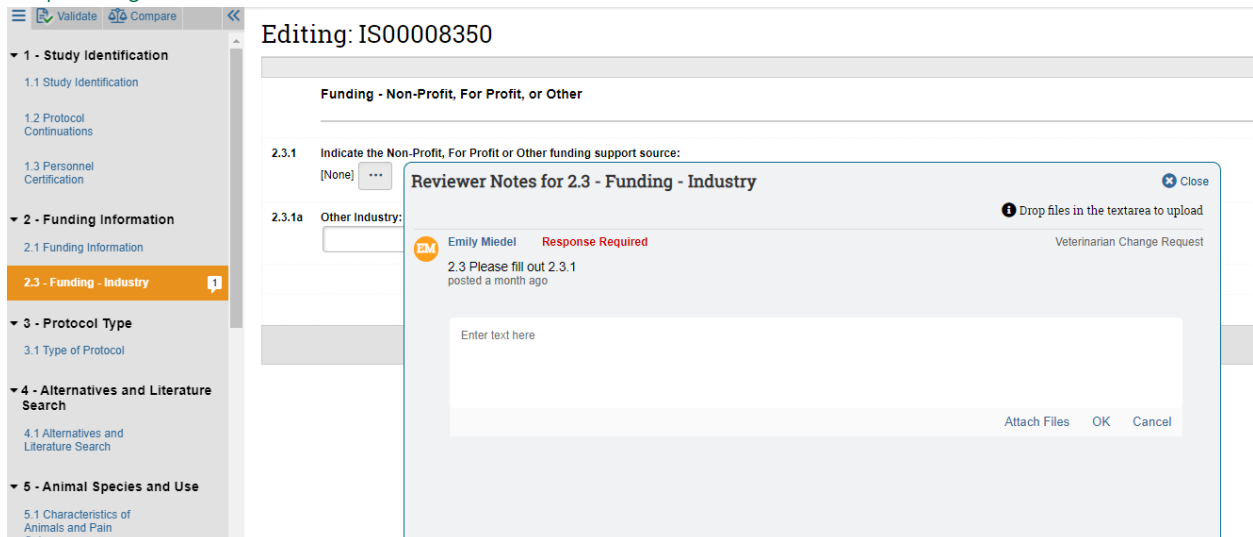 Validate Compare
Editing: IS00008350
1 - Study Identification
1.1 Study Identification
1.2 Protocol
Continuations
1.3 Personnel
Certification
2 - Funding Information
2.1 Funding Information
2.3 - Funding - Industry 1
3 - Protocol Type
3.1 Type of Protocol
4 - Alternatives and Literature
Search
4.1 Alternatives and
Literature Search
5 - Animal Species and Use
5.1 Characteristics of
Animals and Pain
Funding - Non-Profit, For Profit, or Other
2.3.1 Indicate the Non-Profit, For Profit or Other funding support source:
[None] ...
2.3.1a Other Industry:
Reviewer Notes for 2.3 - Funding - Industry
Close
Drop files in the textarea to upload
EM Emily Miedel Response Required Veterinarian Change Request
2.3 Please fill out 2.3.1
posted a month ago
Enter text here
Attach Files OK Cancel